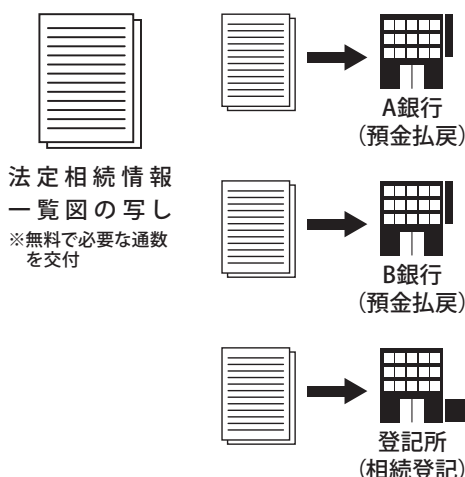 法定相続情報
一覧図の写し
※無料で必要な通数
を交付
A銀行
（預金払戻）
B銀行
（預金払戻）
登記所
（相続登記）